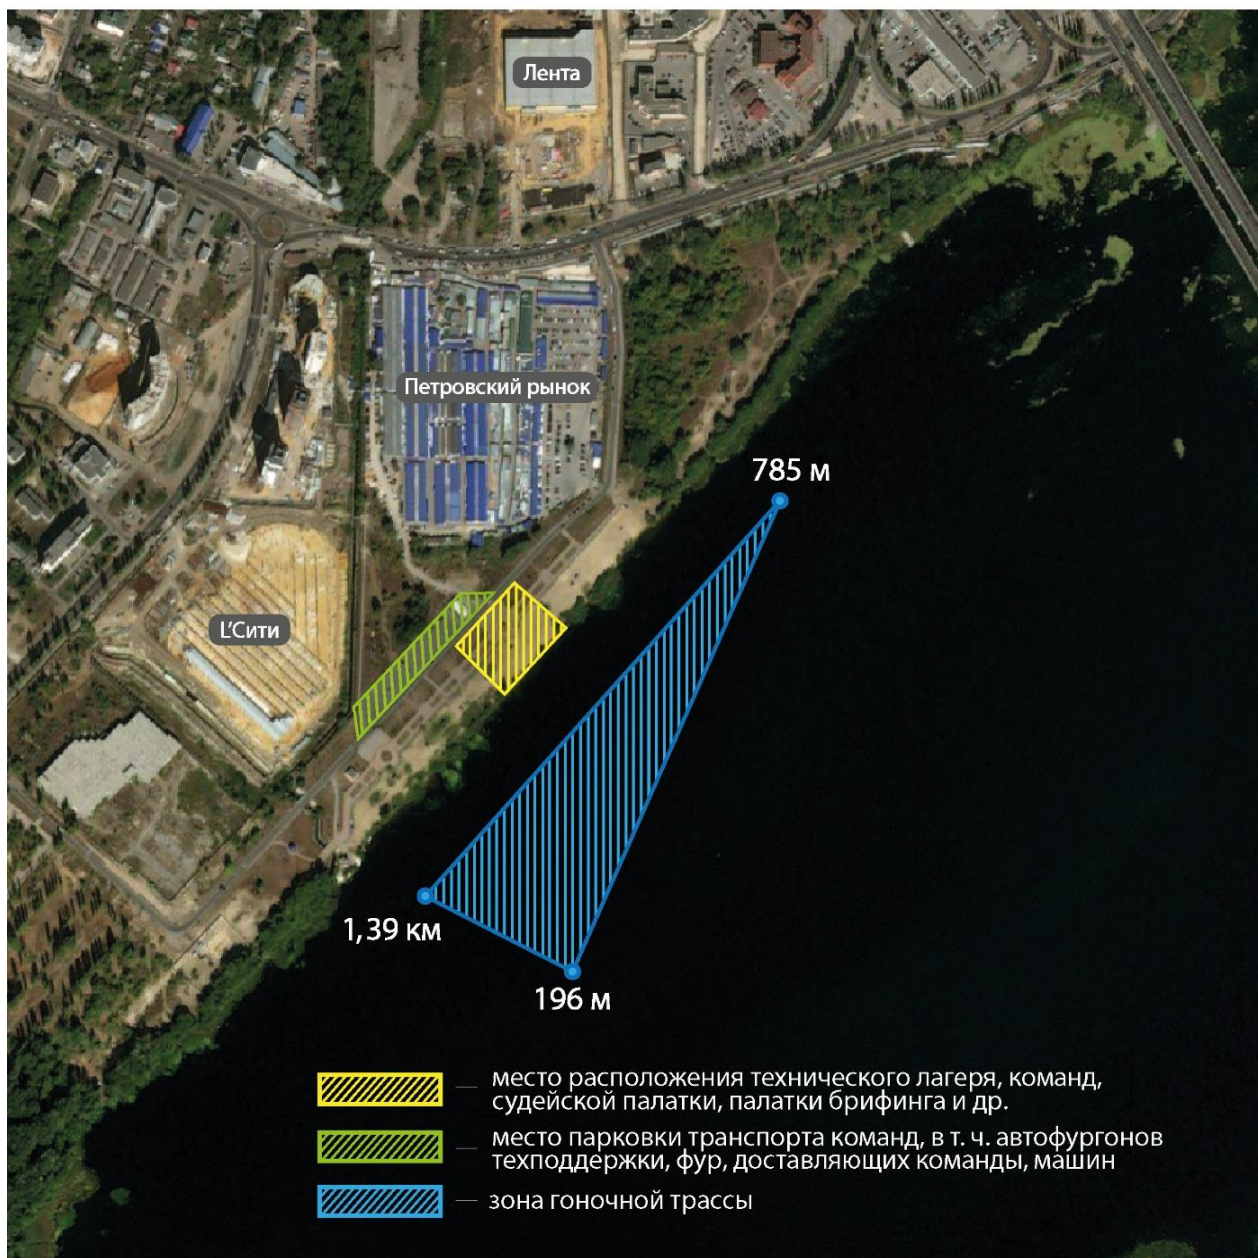 Лента
Петровский рынок
785 м
L'Сити
1,39 км
196 м
— место расположения технического лагеря, команд,
судейской палатки, палатки брифинга и др.
— место парковки транспорта команд, в т. ч. автофургонов
техподдержки, фур, доставляющих команды, машин
— зона гоночной трассы